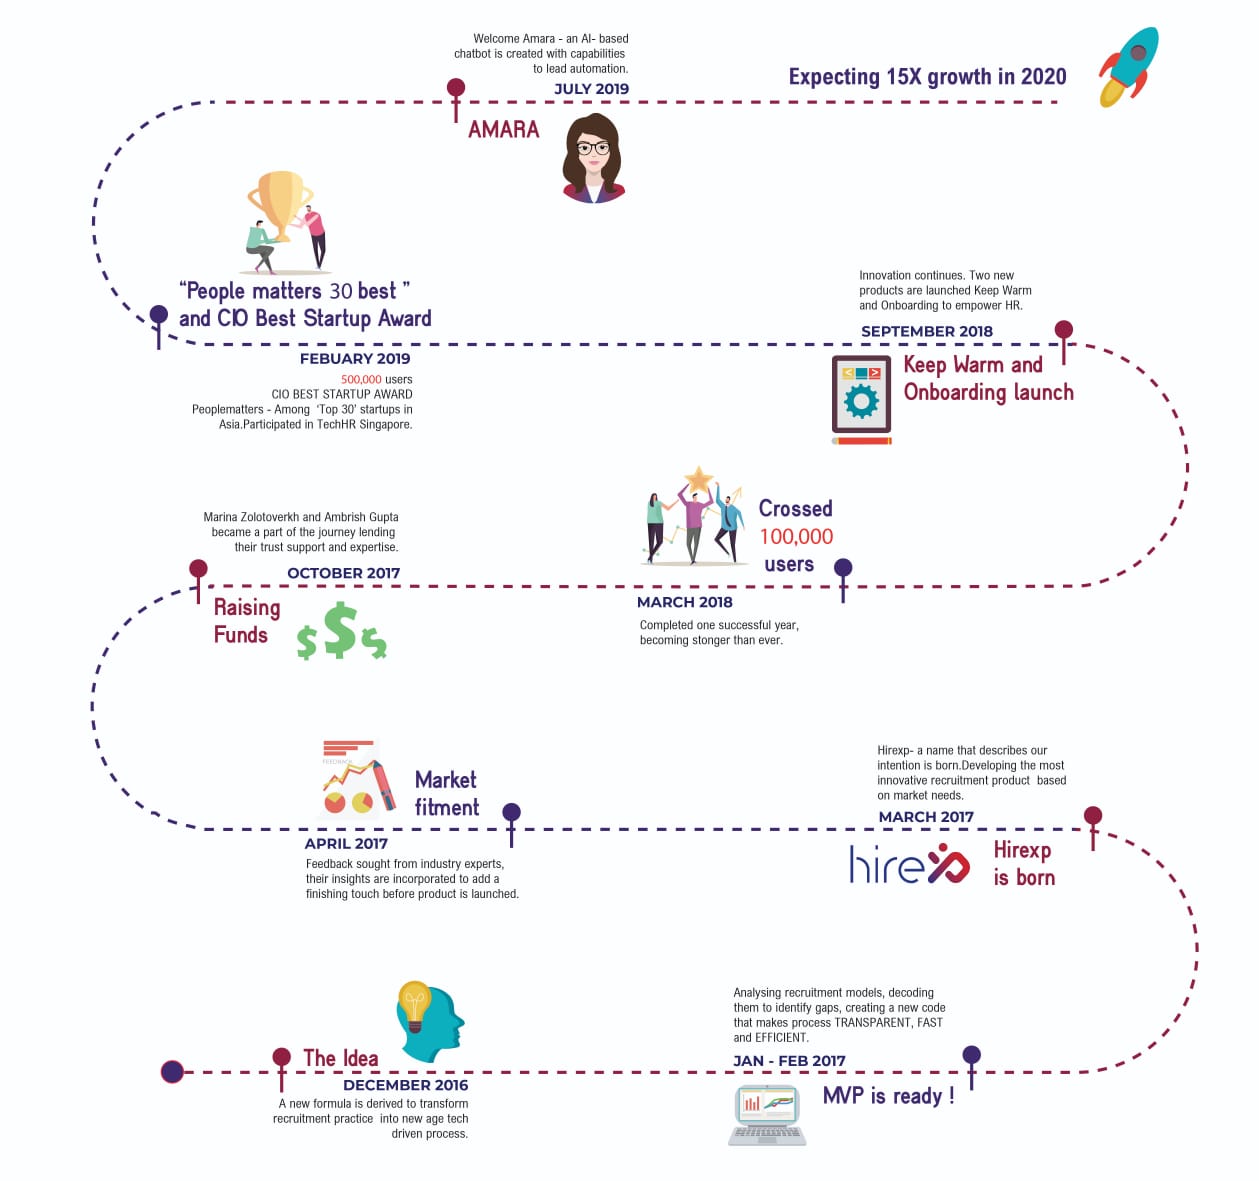 Welcome Amara - an AI- based
chatbot is created with capabilities
to lead automation.
JULY 2019
AMARA
Expecting 15X growth in 2020
“People matters 30 best ”
and CIO Best Startup Award
FEBUARY 2019
500,000 users
CIO BEST STARTUP AWARD
Peoplematters - Among ‘Top 30’ startups in
Asia.Participated in TechHR Singapore.
Innovation continues. Two new
products are launched Keep Warm
and Onboarding to empower HR.
SEPTEMBER 2018
< >
Keep Warm and
Onboarding launch
Marina Zolotoverkh and Ambrish Gupta
became a part of the journey lending
their trust support and expertise.
OCTOBER 2017
Raising
Funds
$ $ $
Crossed
100,000
users
MARCH 2018
Completed one successful year,
becoming stonger than ever.
FEEDBACK
Market
fitment
APRIL 2017
Feedback sought from industry experts,
their insights are incorporated to add a
finishing touch before product is launched.
Hirexp- a name that describes our
intention is born.Developing the most
innovative recruitment product based
on market needs.
MARCH 2017
hirexp
Hirexp
is born
The Idea
DECEMBER 2016
A new formula is derived to transform
recruitment practice into new age tech
driven process.
Analysing recruitment models, decoding
them to identify gaps, creating a new code
that makes process TRANSPARENT, FAST
and EFFICIENT.
JAN - FEB 2017
MVP is ready !